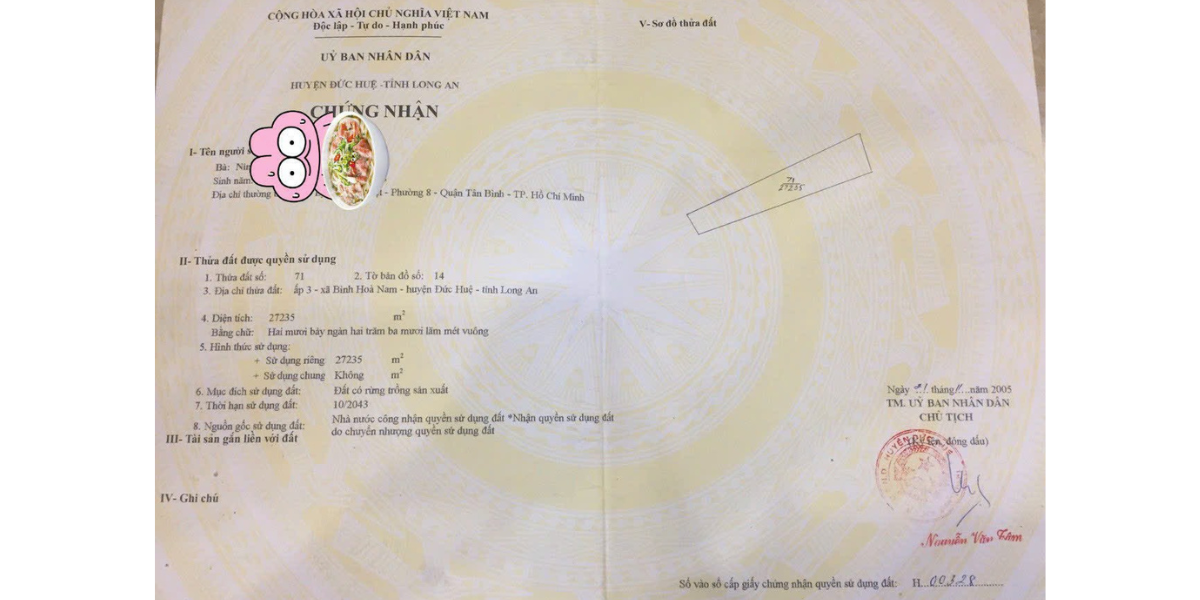 CỘNG HÒA XÃ HỘI CHỦ NGHĨA VIỆT NAM
Độc lập - Tự do - Hạnh phúc
UỶ BAN NHÂN DÂN
HUYỆN ĐỨC HUỆ -TỈNH LONG AN
CHỨNG NHẬN
I- Tên người
Bà:
Sinh năm:
Địa chỉ thường - Phường 8 - Quận Tân Bình - TP. Hồ Chí Minh
II- Thửa đất được quyền sử dụng
1. Thửa đất số: 71 2. Tờ bản đồ số: 14
3. Địa chỉ thửa đất: ấp 3 - xã Bình Hoà Nam - huyện Đức Huệ - tỉnh Long An
4. Diện tích: 27235 m²
Bằng chữ: Hai mươi bảy ngàn hai trăm ba mươi lăm mét vuông
5. Hình thức sử dụng:
+ Sử dụng riêng 27235 m²
+ Sử dụng chung Không m²
6. Mục đích sử dụng đất: Đất có rừng trồng sản xuất
7. Thời hạn sử dụng đất: 10/2043
8. Nguồn gốc sử dụng đất: Nhà nước công nhận quyền sử dụng đất *Nhận quyền sử dụng đất
do chuyển nhượng quyền sử dụng đất
III- Tài sản gắn liền với đất
IV- Ghi chú
V- Sơ đồ thửa đất
71
27235
Ngày tháng năm 2005
TM. UỶ BAN NHÂN DÂN
CHỦ TỊCH
đóng dấu)
Nguyễn Văn Tâm
Số vào sổ cấp giấy chứng nhận quyền sử dụng đất: H 00328